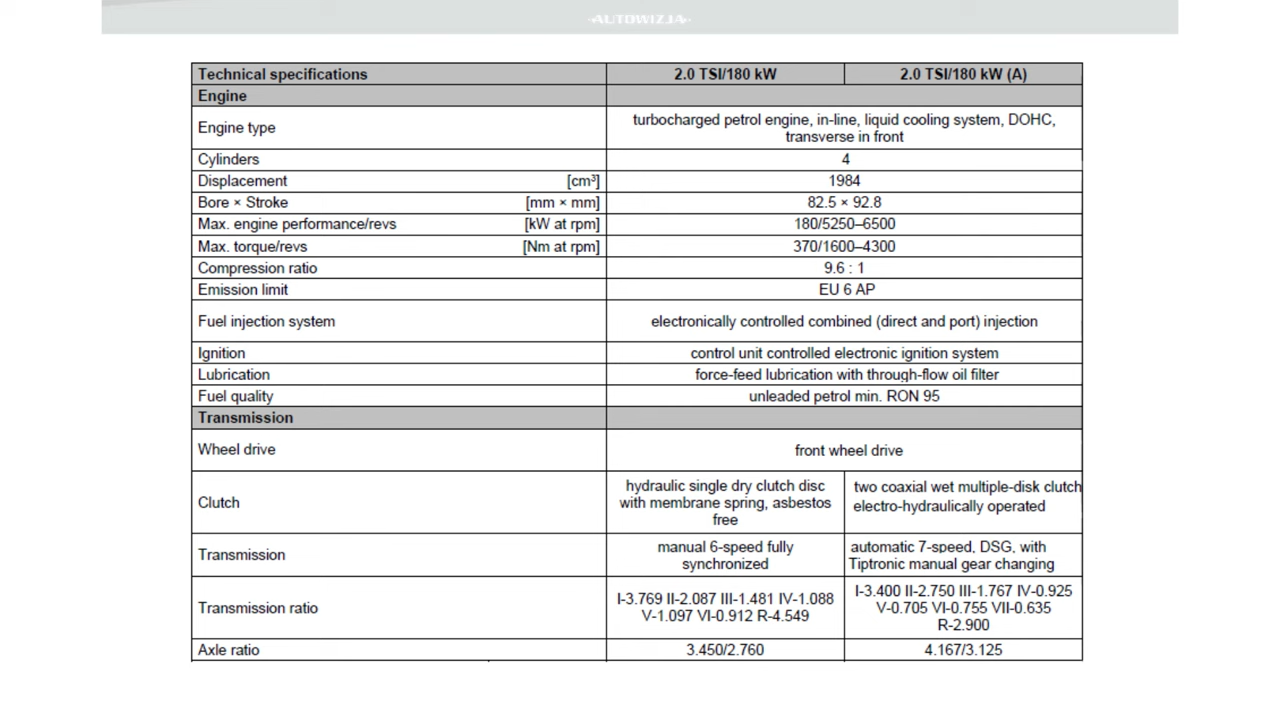 AUTOWIZJA
Technical specifications 2.0 TSI/180 kW 2.0 TSI/180 kW (A)
Engine
Engine type turbocharged petrol engine, in-line, liquid cooling system, DOHC,
transverse in front
Cylinders 4
Displacement [cm³] 1984
Bore × Stroke [mm × mm] 82.5 × 92.8
Max. engine performance/revs [kW at rpm] 180/5250–6500
Max. torque/revs [Nm at rpm] 370/1600–4300
Compression ratio 9.6 : 1
Emission limit EU 6 AP
Fuel injection system electronically controlled combined (direct and port) injection
Ignition control unit controlled electronic ignition system
Lubrication force-feed lubrication with through-flow oil filter
Fuel quality unleaded petrol min. RON 95
Transmission
Wheel drive front wheel drive
Clutch
hydraulic single dry clutch disc
with membrane spring, asbestos
free
two coaxial wet multiple-disk clutch
electro-hydraulically operated
Transmission
manual 6-speed fully
synchronized
automatic 7-speed, DSG, with
Tiptronic manual gear changing
Transmission ratio
I-3.769 II-2.087 III-1.481 IV-1.088
V-1.097 VI-0.912 R-4.549
I-3.400 II-2.750 III-1.767 IV-0.925
V-0.705 VI-0.755 VII-0.635
R-2.900
Axle ratio 3.450/2.760 4.167/3.125